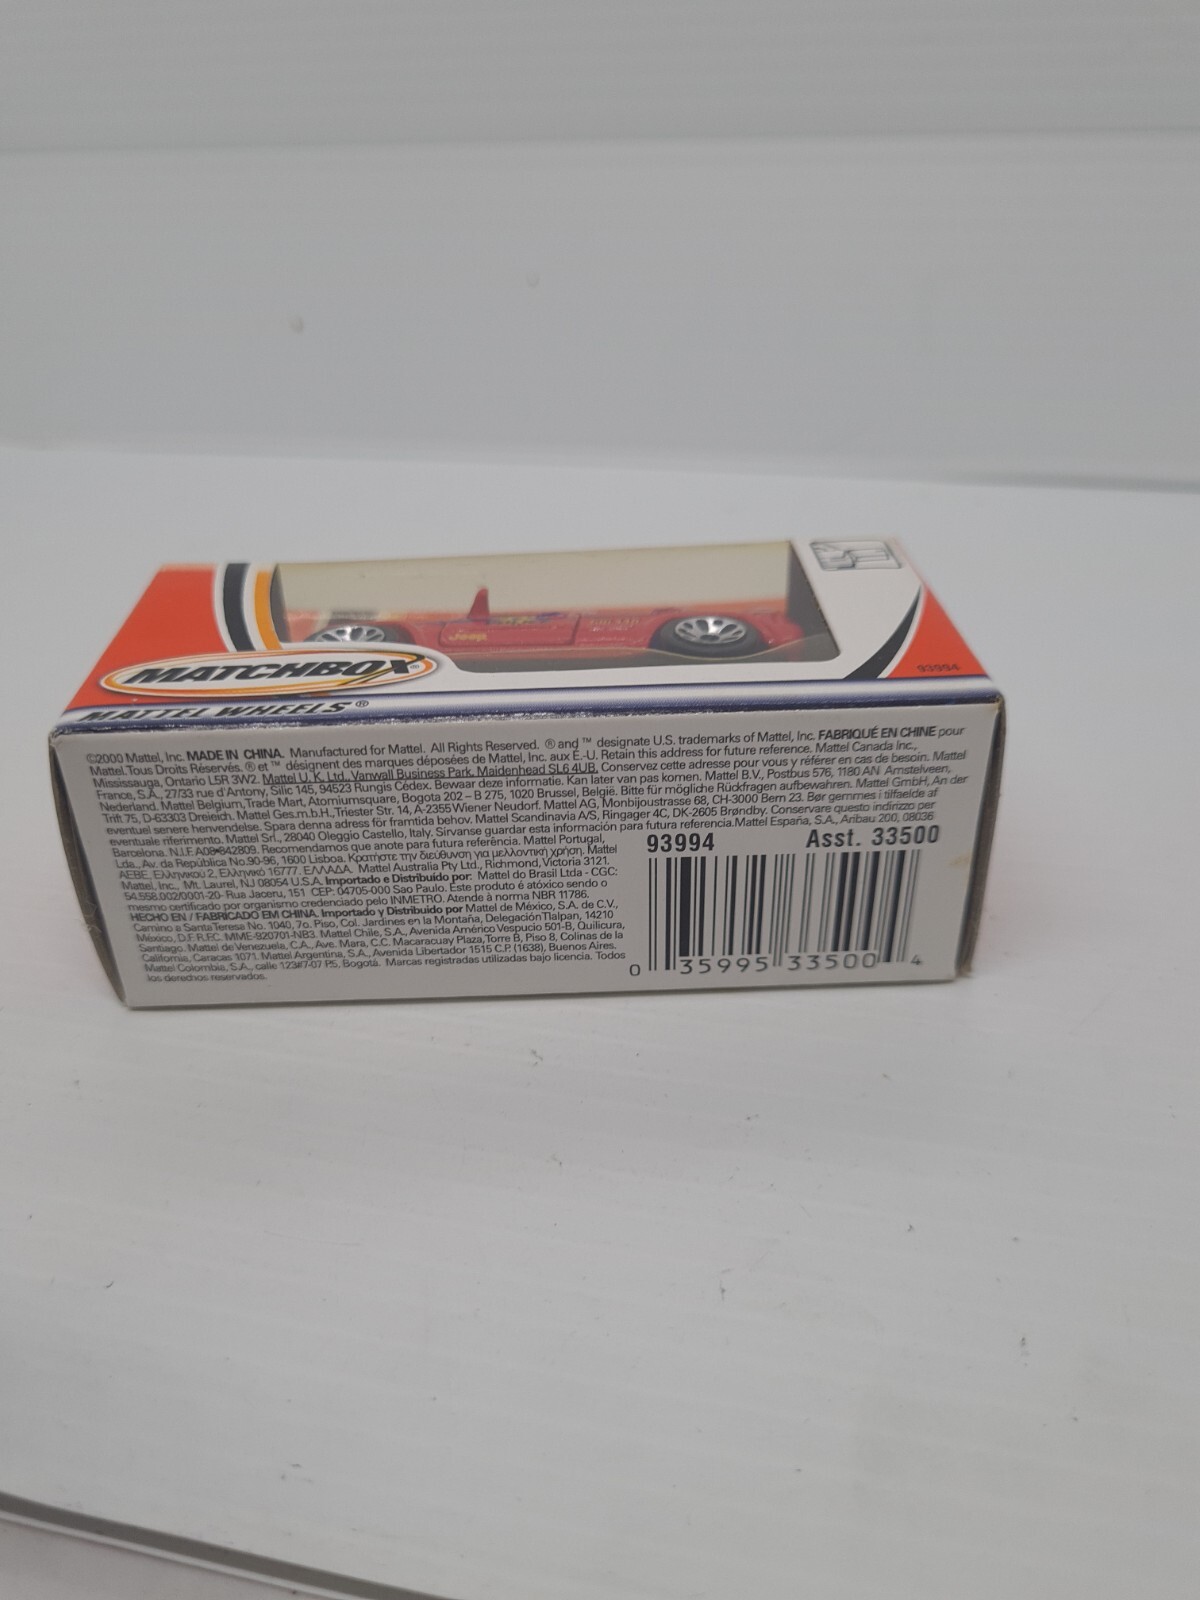 Jeep
MATCHBOX®
MATTEL WHEELS®
93994
©2000 Mattel, Inc. MADE IN CHINA. Manufactured for Mattel. All Rights Reserved. ® and ™ designate U.S. trademarks of Mattel, Inc. FABRIQUÉ EN CHINE pour
Mattel. Tous Droits Réservés. ® et ™ désignent des marques déposées de Mattel, Inc. aux É.-U. Retain this address for future reference. Mattel Canada Inc.,
Mississauga, Ontario L5R 3W2. Mattel U.K. Ltd., Vanwall Business Park, Maidenhead SL6 4UB. Conservez cette adresse pour vous y référer en cas de besoin. Mattel
France, S.A., 27/33 rue d'Antony, Silic 145, 94523 Rungis Cédex. Bewaar deze informatie. Kan later van pas komen. Mattel B.V., Postbus 576, 1180 AN Amstelveen,
Nederland. Mattel Belgium, Trade Mart, Atomiumsquare, Bogota 202 – B 275, 1020 Brussel, België. Bitte für mögliche Rückfragen aufbewahren. Mattel GmbH, An der
Trift 75, D-63303 Dreieich. Mattel Ges.m.b.H., Triester Str. 14, A-2355 Wiener Neudorf. Mattel AG, Monbijoustrasse 68, CH-3000 Bern 23. Bør gemmes i tilfælde af
eventuel senere henvendelse. Spara denna adress för framtida behov. Mattel Scandinavia A/S, Ringager 4C, DK-2605 Brøndby. Conservare questo indirizzo per
eventuale riferimento. Mattel Srl., 28040 Oleggio Castello, Italy. Sirvanse guardar esta información para futura referencia. Mattel España, S.A., Aribau 200, 08036
Barcelona. N.I.F. A08-842809. Recomendamos que anote para futura referência. Mattel Portugal,
Lda., Av. da República No. 90-96, 1600 Lisboa. Κρατήστε την διεύθυνση για μελλοντική χρήση. Mattel
AEBE, Ελληνικού 2, Ελληνικό 16777. ΕΛΛΑΔΑ. Mattel Australia Pty Ltd., Richmond, Victoria 3121.
Mattel, Inc., Mt. Laurel, NJ 08054 U.S.A. Importado e Distribuído por: Mattel do Brasil Ltda - CGC:
54.558.002/0001-20- Rua Jaceru, 151 CEP: 04705-000 Sao Paulo. Este produto é atóxico sendo o
mesmo certificado por organismo credenciado pelo INMETRO. Atende à norma NBR 11786.
HECHO EN / FABRICADO EM CHINA. Importado y Distribuido por Mattel de México, S.A. de C.V.,
Camino a Santa Teresa No. 1040, 7o. Piso, Col. Jardines en la Montaña, Delegación Tlalpan, 14210
México, D.F. R.F.C. MME-920701-NB3. Mattel Chile, S.A., Avenida Américo Vespucio 501-B, Quilicura,
Santiago. Mattel de Venezuela, C.A., Ave. Mara, C.C. Macaracuay Plaza, Torre B, Piso 8, Colinas de la
California, Caracas 1071. Mattel Argentina, S.A., Avenida Libertador 1515 C.P. (1638), Buenos Aires.
Mattel Colombia, S.A., calle 123#7-07 P.5, Bogotá. Marcas registradas utilizadas bajo licencia. Todos
los derechos reservados.
93994 Asst. 33500
0 35995 33500 4